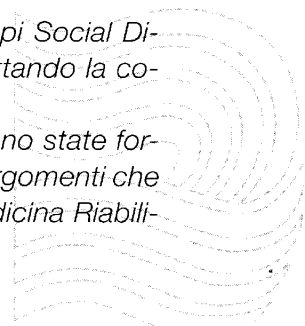 pi Social Di-
rtando la co-
no state for-
rgomenti che
dicina Riabili-